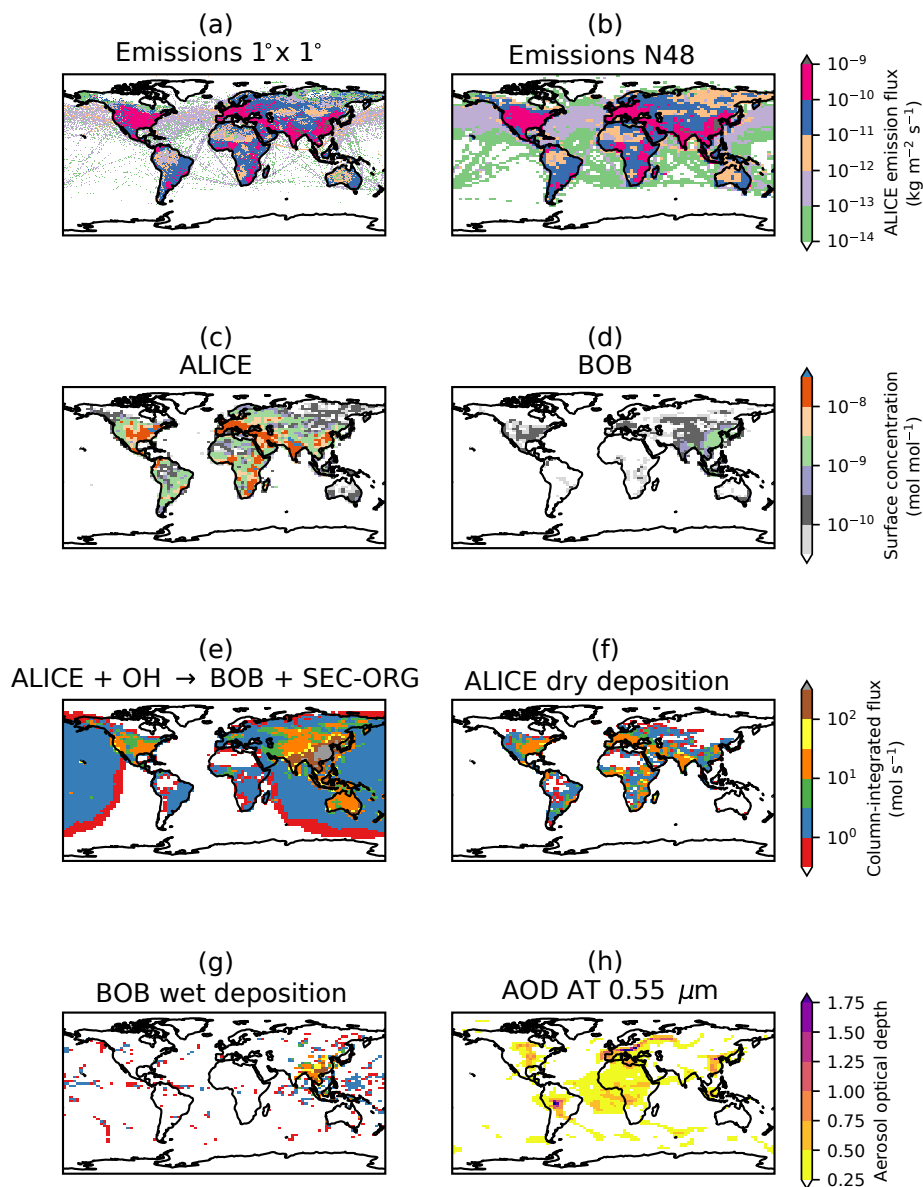 (a)
Emissions 1°x 1°
(b)
Emissions N48
10⁻⁹
10⁻¹⁰
10⁻¹¹
10⁻¹²
10⁻¹³
10⁻¹⁴
ALICE emission flux
(kg m⁻² s⁻¹)
(c)
ALICE
(d)
BOB
10⁻⁸
10⁻⁹
10⁻¹⁰
Surface concentration
(mol mol⁻¹)
(e)
ALICE + OH → BOB + SEC-ORG
(f)
ALICE dry deposition
10²
10¹
10⁰
Column-integrated flux
(mol s⁻¹)
(g)
BOB wet deposition
(h)
AOD AT 0.55 μm
1.75
1.50
1.25
1.00
0.75
0.50
0.25
Aerosol optical depth